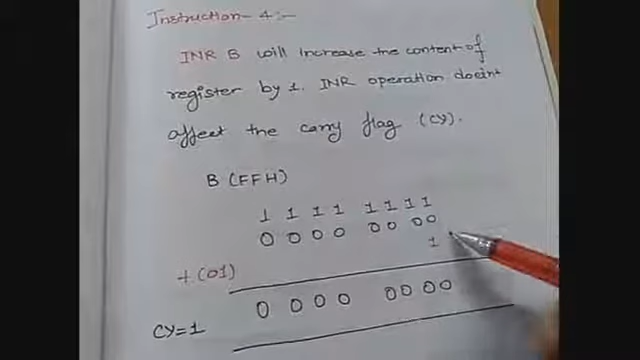 Instruction-4:-
INR B will increase the content of
register by 1. INR operation doesnt
affect the carry flag (CY).
B (FFH)
1 1 1 1 1 1 1 1
0 0 0 0 0 0 0 0
+(01) 1
CY=1 0 0 0 0 0 0 0 0